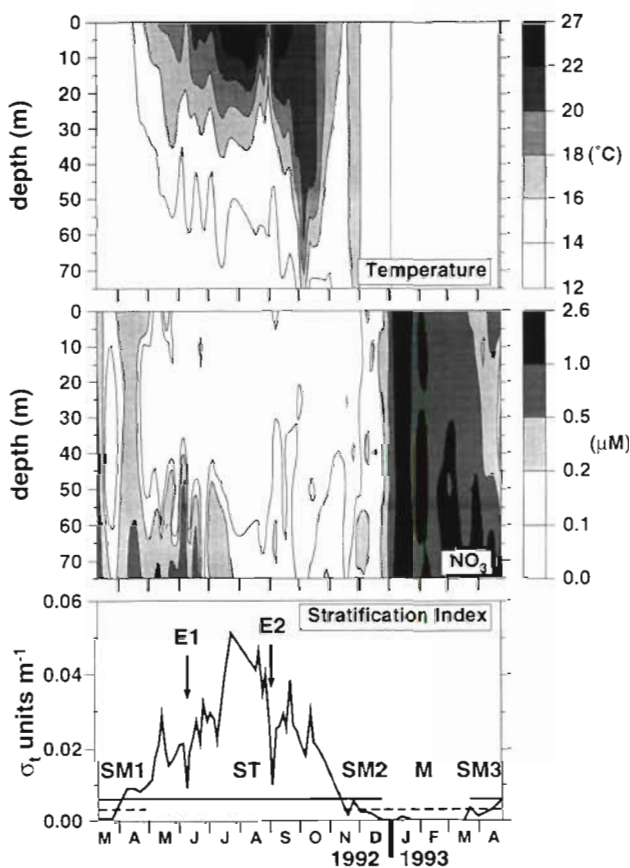 0
10
20
30
40
50
60
70
depth (m)
Temperature
27
22
20
18 (°C)
16
14
12
0
10
20
30
40
50
60
70
depth (m)
NO3
2.6
1.0
0.5
(μM)
0.2
0.1
0.0
0.06
0.04
0.02
0.00
σt units m-1
Stratification Index
E1
E2
SM1
ST
SM2
M
SM3
M A M J J A S O N D J F M A
1992 1993